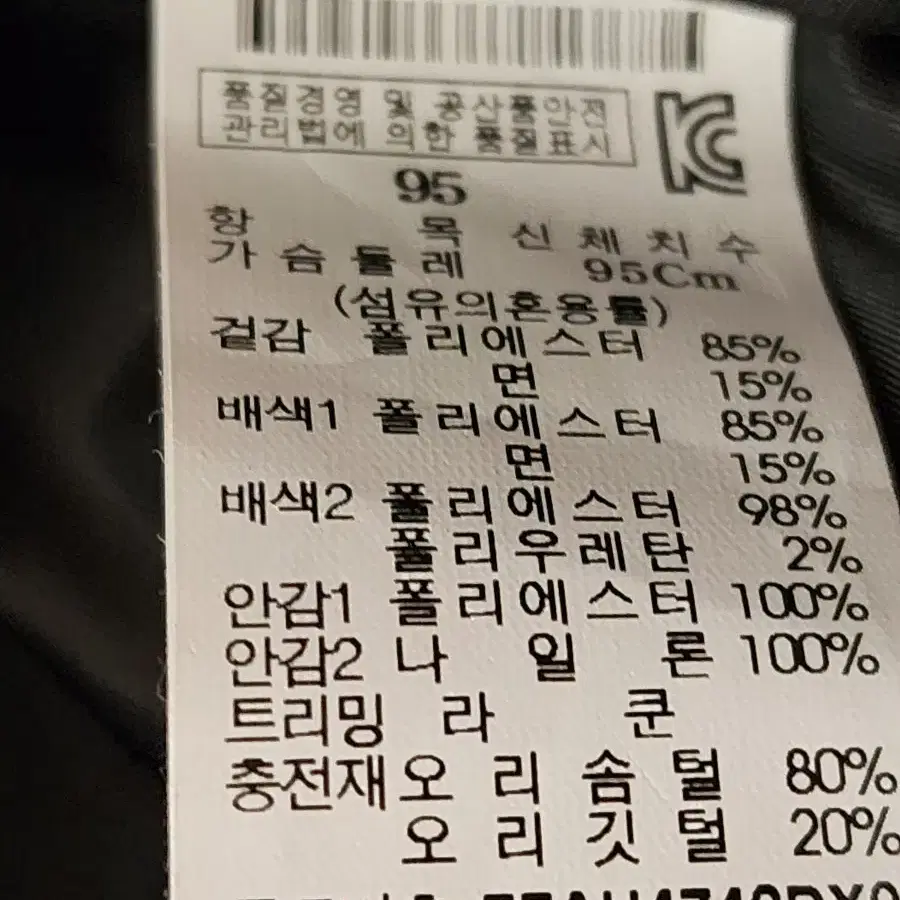 품질경영 및 공산품안전
관리법에 의한 품질표시
95
항 목 신체치수
가슴둘레 95Cm
(섬유의혼용률)
겉감 폴리에스터 85%
면 15%
배색1 폴리에스터 85%
면 15%
배색2 폴리에스터 98%
폴리우레탄 2%
안감1 폴리에스터 100%
안감2 나일론 100%
트리밍 라쿤
충전재 오리솜털 80%
오리깃털 20%